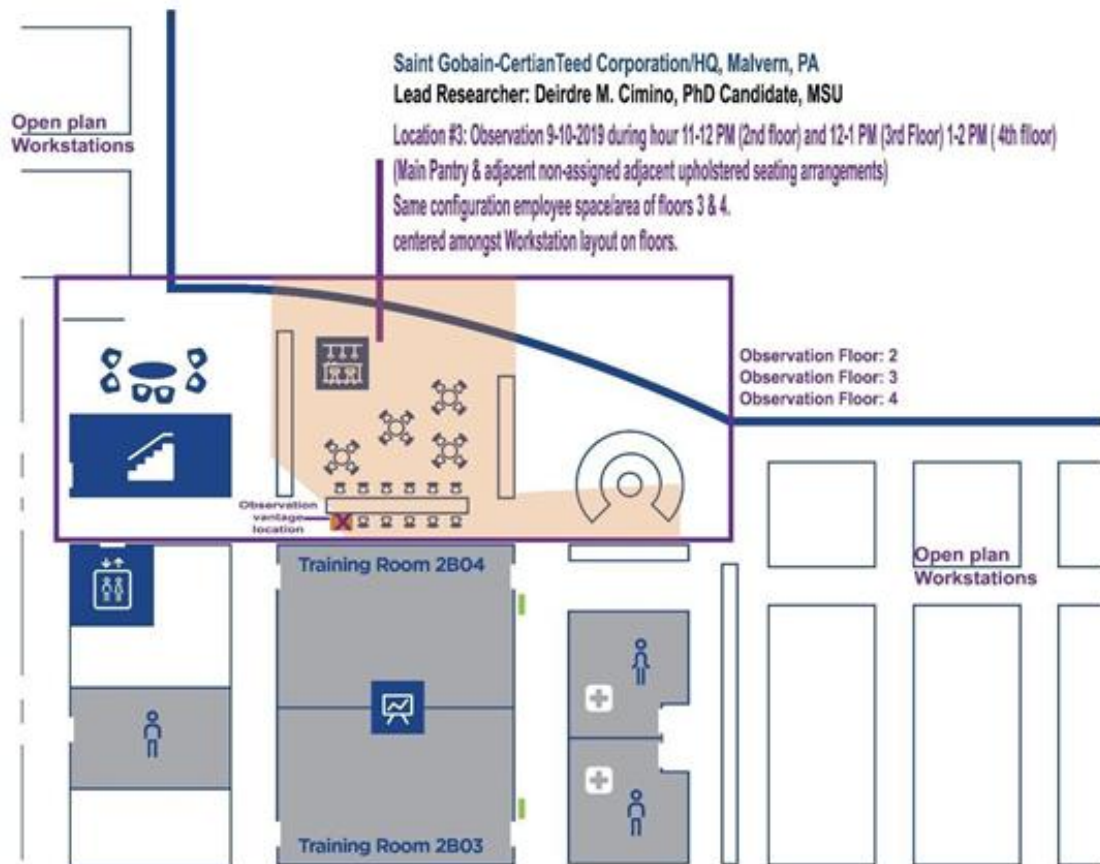 Saint Gobain-CertianTeed Corporation/HQ, Malvern, PA
Lead Researcher: Deirdre M. Cimino, PhD Candidate, MSU
Location #3: Observation 9-10-2019 during hour 11-12 PM (2nd floor) and 12-1 PM (3rd Floor) 1-2 PM ( 4th flloor)
(Main Pantry & adjacent non-assigned adjacent upholstered seating arrangements)
Same configuration employee space/area of floors 3 & 4.
centered amongst Workstation layout on floors.
Open plan
Workstations
Observation Floor: 2
Observation Floor: 3
Observation Floor: 4
Observation
vantage
location
X
Training Room 2B04
Open plan
Workstations
Training Room 2B03